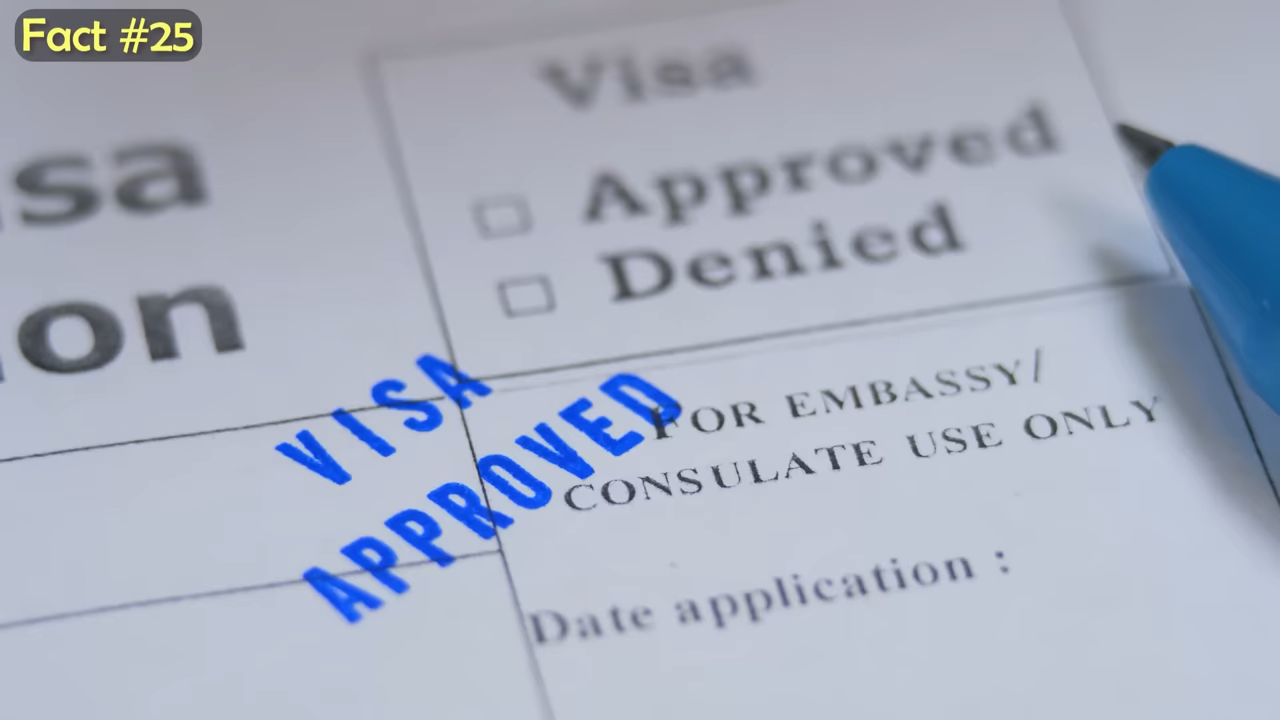 Fact #25
Visa
Approved
Denied
sa
on
VISA
APPROVED
FOR EMBASSY/
CONSULATE USE ONLY
Date application :